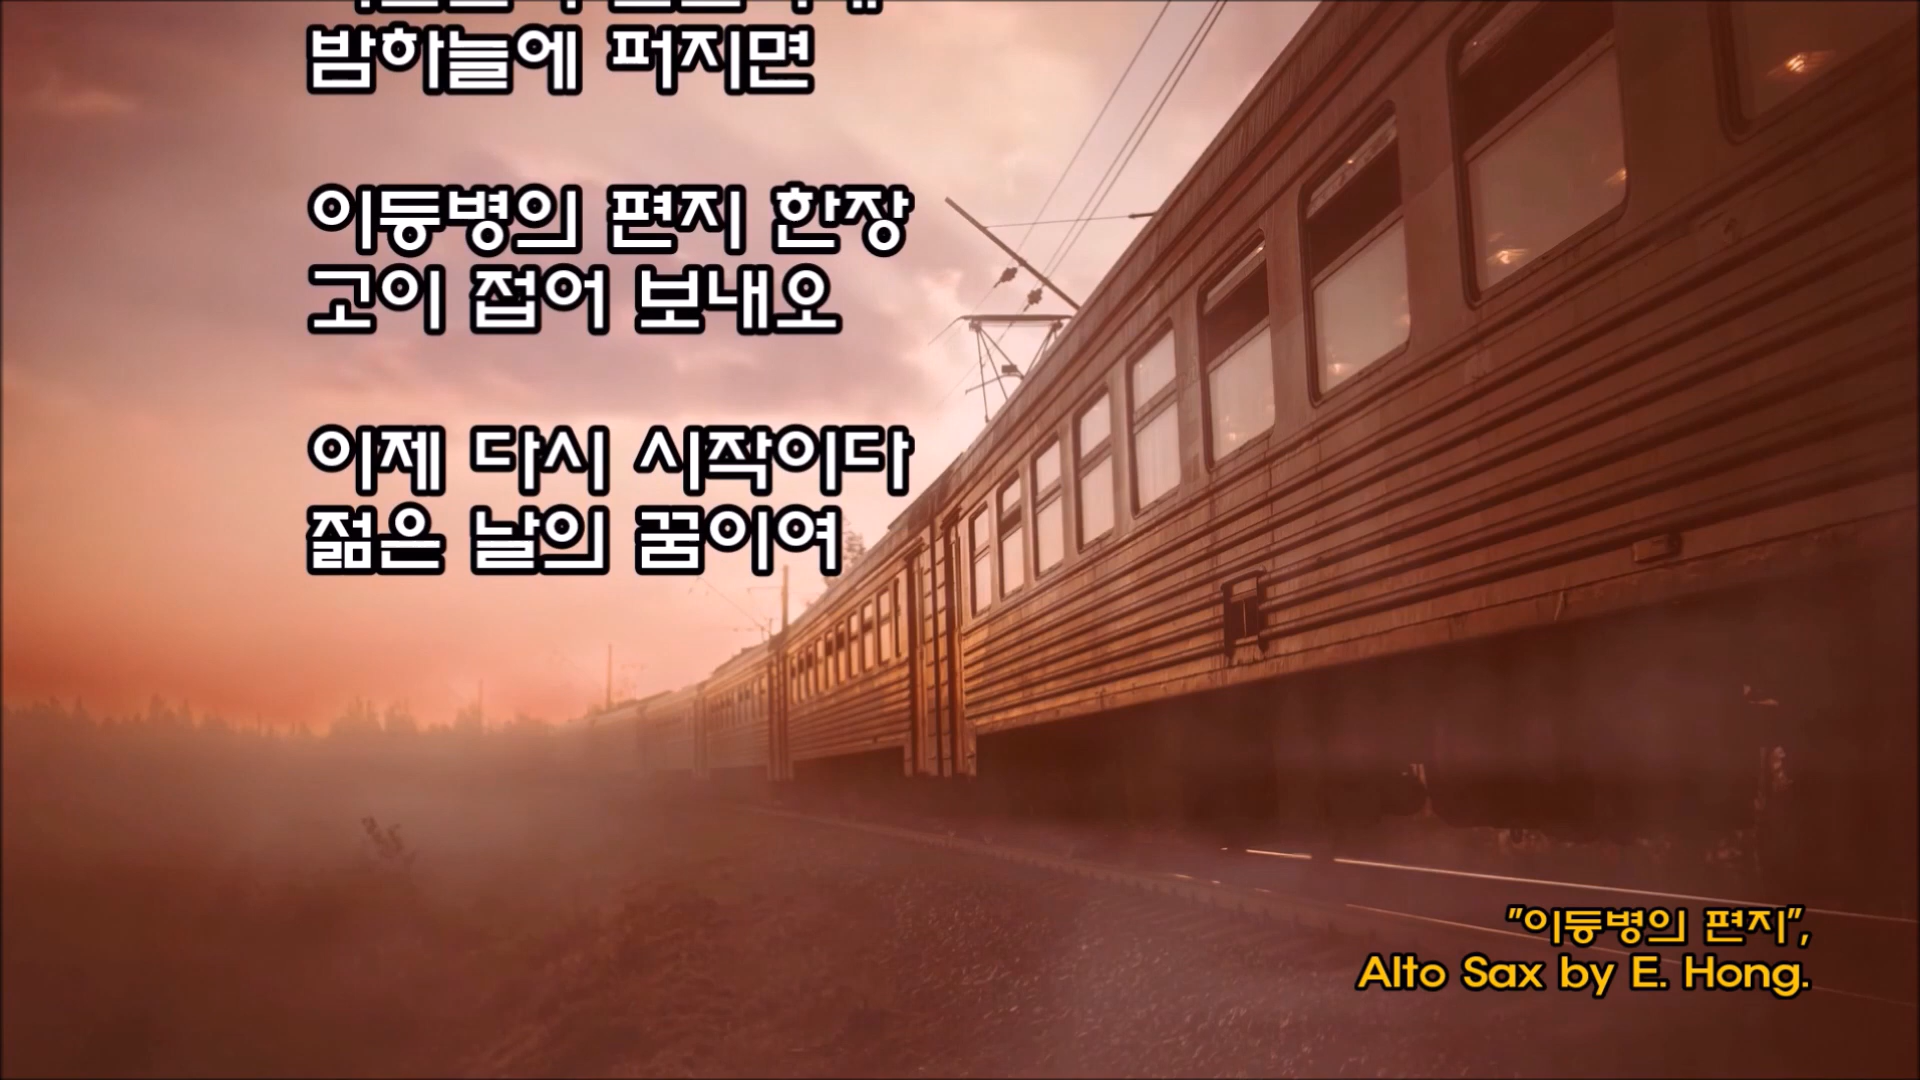 밤하늘에 퍼지면
이등병의 편지 한장
고이 접어 보내오
이제 다시 시작이다
젊은 날의 꿈이여
"이등병의 편지",
Alto Sax by E. Hong.